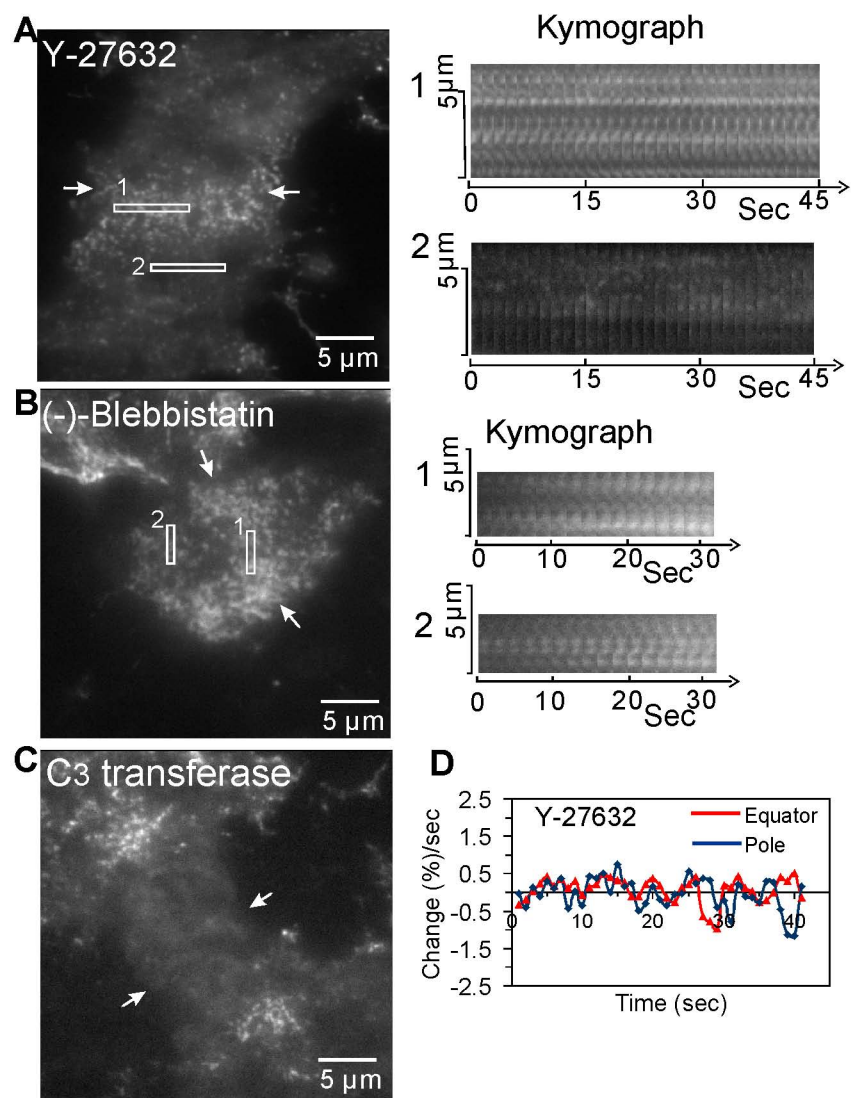 A
Y-27632
1
2
5 µm
Kymograph
1
5 µm
0 15 30 45
Sec
2
5 µm
0 15 30 45
Sec
B
(-)-Blebbistatin
2
1
5 µm
Kymograph
1
5 µm
0 10 20 30
Sec
2
5 µm
0 10 20 30
Sec
C
C3 transferase
5 µm
D
Y-27632
Equator
Pole
2.5
1.5
0.5
-0.5
-1.5
-2.5
0 10 20 30 40
Change (%)/sec
Time (sec)